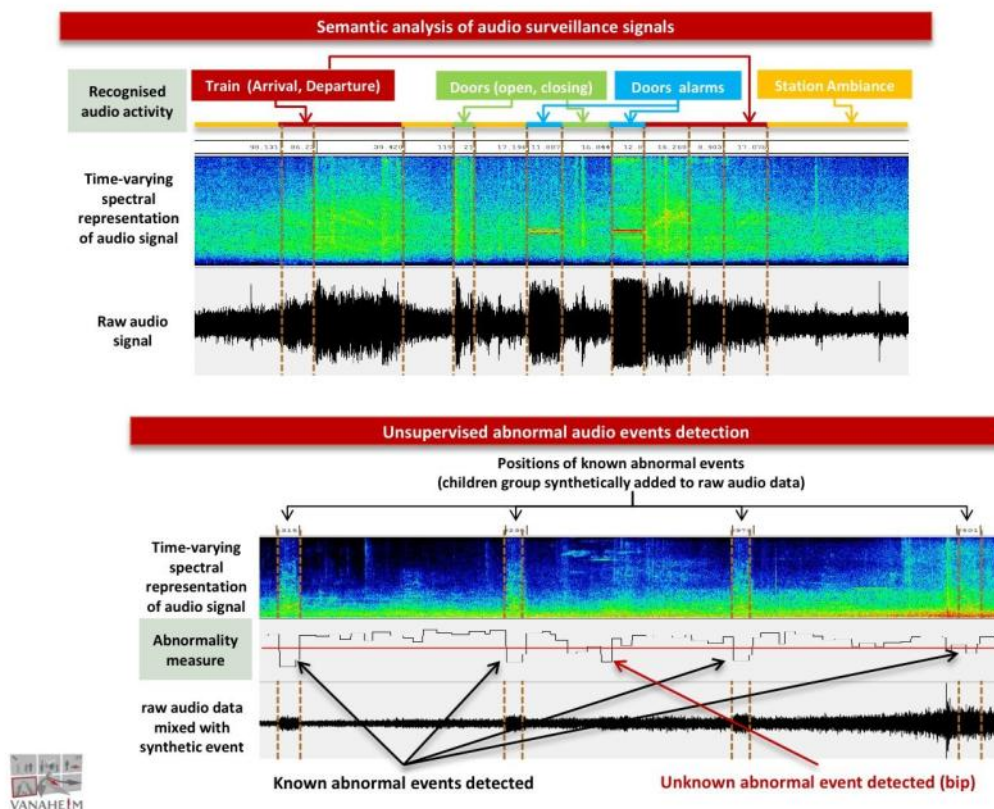 Semantic analysis of audio surveillance signals
Recognised
audio activity
Train (Arrival, Departure)
Doors (open, closing)
Doors alarms
Station Ambiance
Time-varying
spectral
representation
of audio signal
Raw audio
signal
Unsupervised abnormal audio events detection
Positions of known abnormal events
(children group synthetically added to raw audio data)
Time-varying
spectral
representation
of audio signal
Abnormality
measure
raw audio data
mixed with
synthetic event
Known abnormal events detected
Unknown abnormal event detected (bip)
VANAHEIM